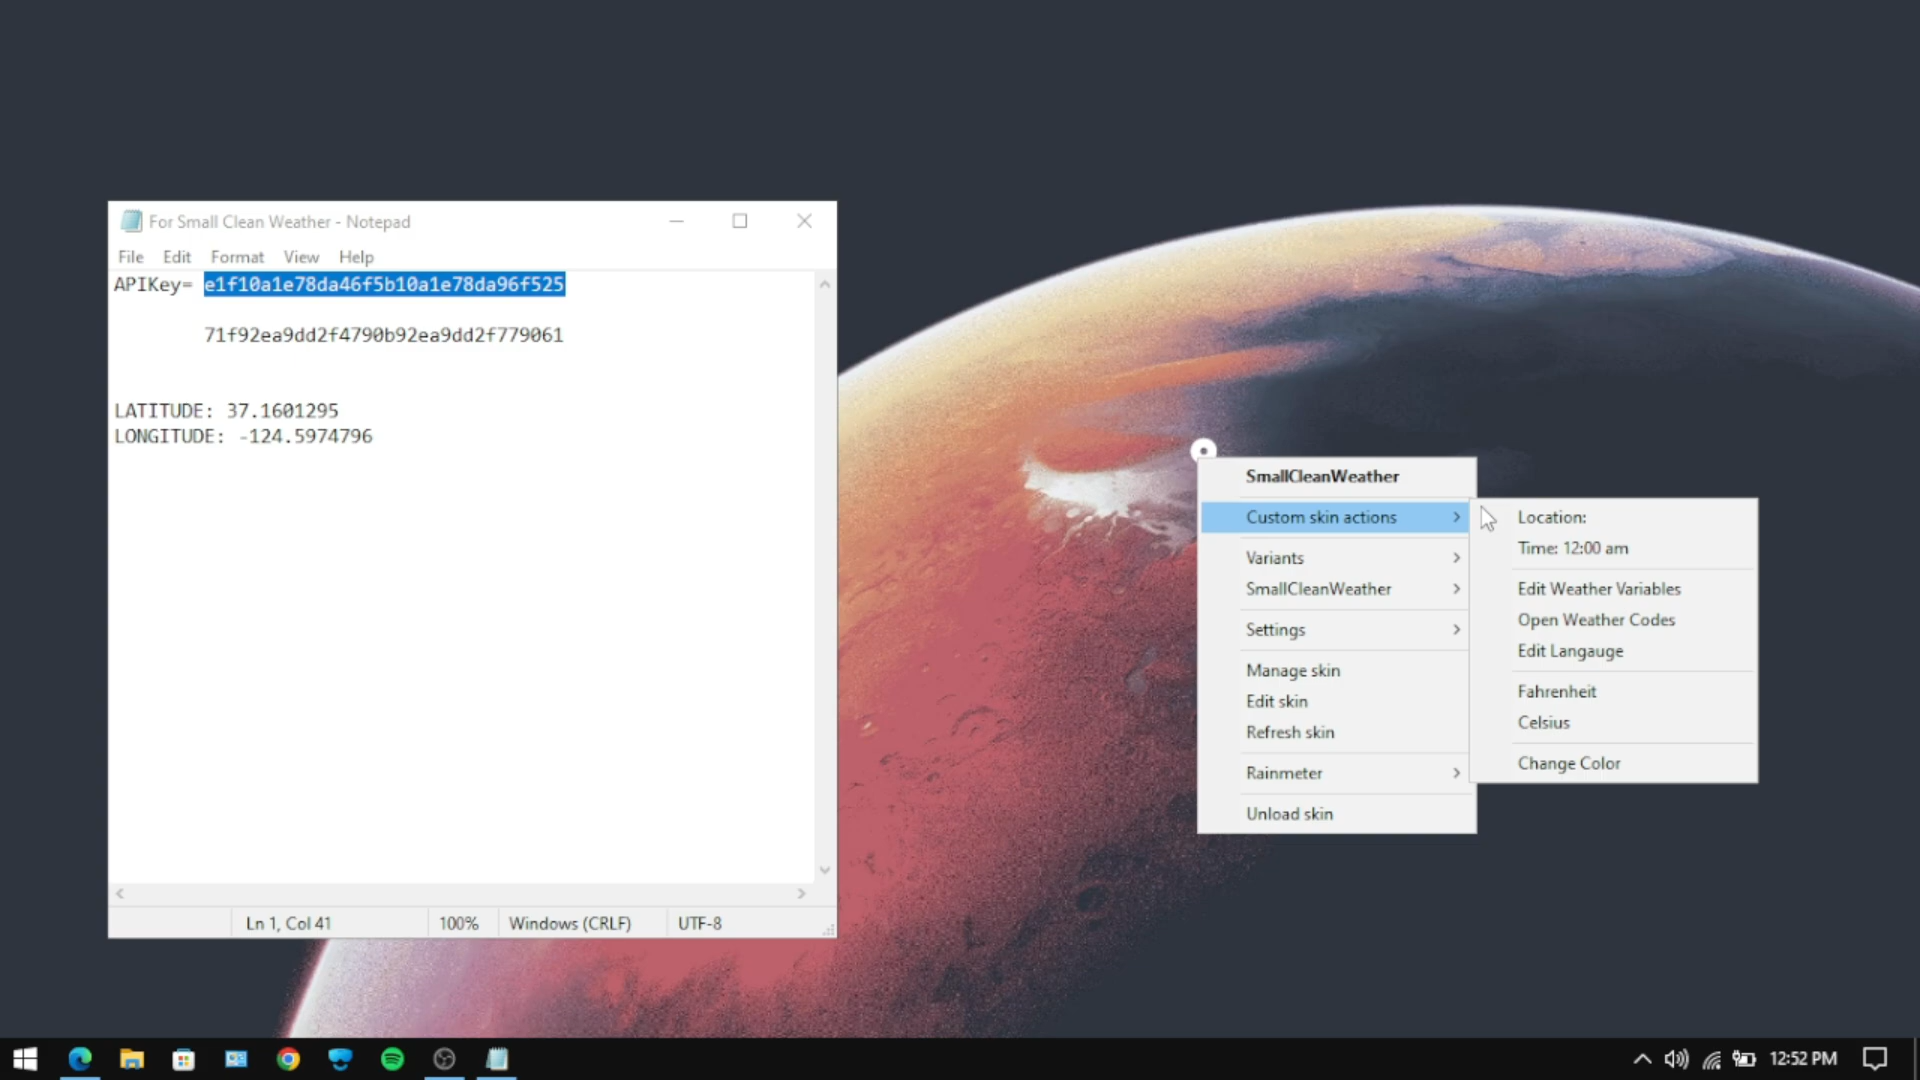 For Small Clean Weather - Notepad
File Edit Format View Help
APIKey= e1f10a1e78da46f5b10a1e78da96f525
71f92ea9dd2f4790b92ea9dd2f779061
LATITUDE: 37.1601295
LONGITUDE: -124.5974796
Ln 1, Col 41 100% Windows (CRLF) UTF-8
SmallCleanWeather
Custom skin actions
Variants
SmallCleanWeather
Settings
Manage skin
Edit skin
Refresh skin
Rainmeter
Unload skin
Location:
Time: 12:00 am
Edit Weather Variables
Open Weather Codes
Edit Langauge
Fahrenheit
Celsius
Change Color
12:52 PM